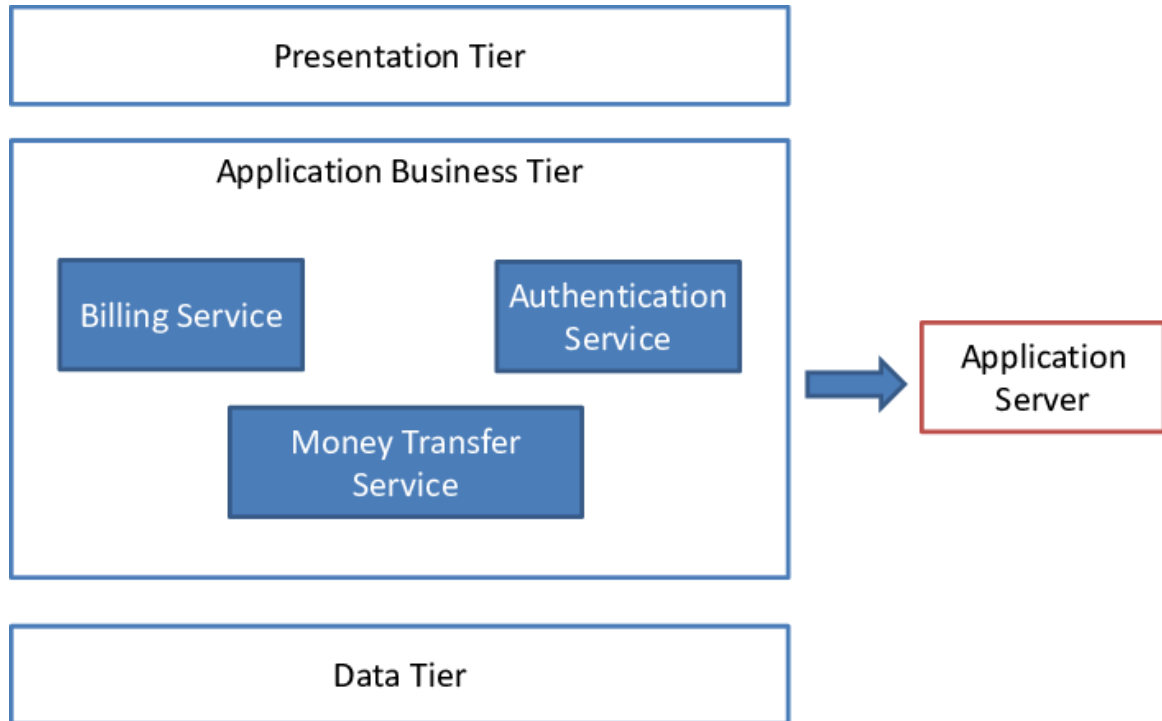 Presentation Tier
Application Business Tier
Billing Service
Authentication
Service
Money Transfer
Service
Application
Server
Data Tier